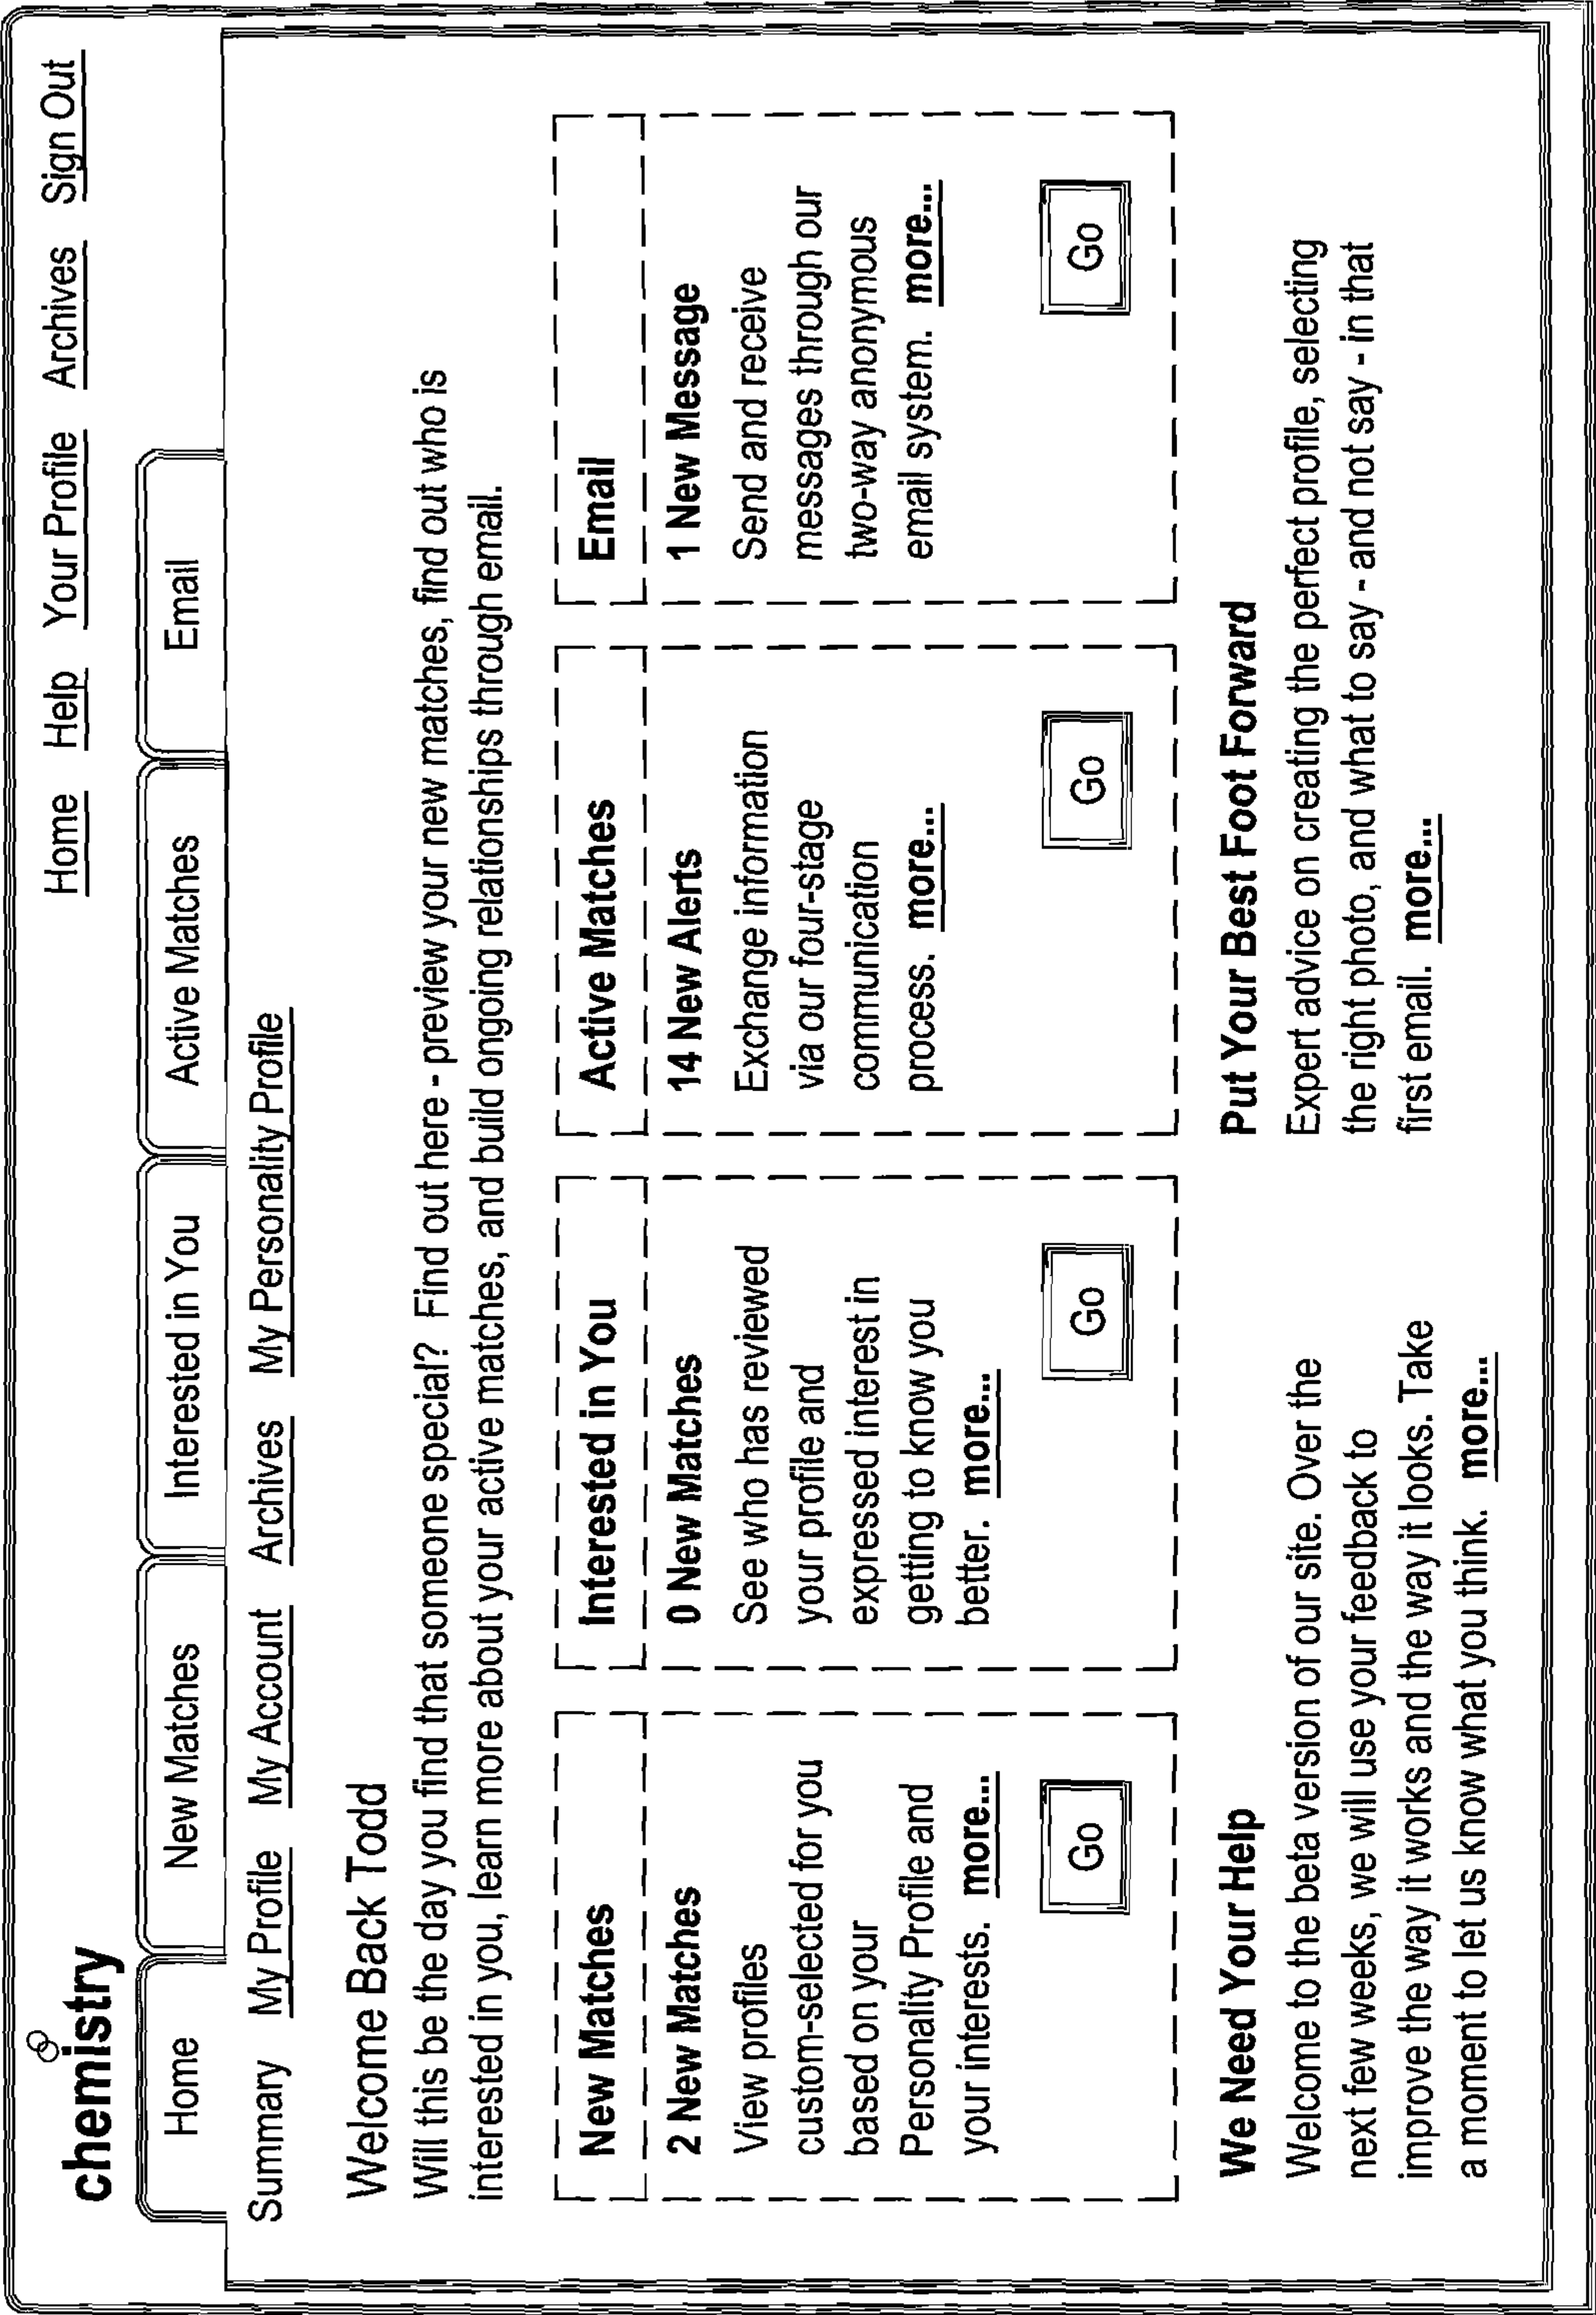 chemistry
Home Help Your Profile Archives Sign Out
Home New Matches Interested in You Active Matches Email
Summary My Profile My Account Archives My Personality Profile
Welcome Back Todd
Will this be the day you find that someone special? Find out here - preview your new matches, find out who is
interested in you, learn more about your active matches, and build ongoing relationships through email.
New Matches
2 New Matches
View profiles
custom-selected for you
based on your
Personality Profile and
your interests. more...
Go
Interested in You
0 New Matches
See who has reviewed
your profile and
expressed interest in
getting to know you
better. more...
Go
Active Matches
14 New Alerts
Exchange information
via our four-stage
communication
process. more...
Go
Email
1 New Message
Send and receive
messages through our
two-way anonymous
email system. more...
Go
We Need Your Help
Welcome to the beta version of our site. Over the
next few weeks, we will use your feedback to
improve the way it works and the way it looks. Take
a moment to let us know what you think. more...
Put Your Best Foot Forward
Expert advice on creating the perfect profile, selecting
the right photo, and what to say - and not say - in that
first email. more...